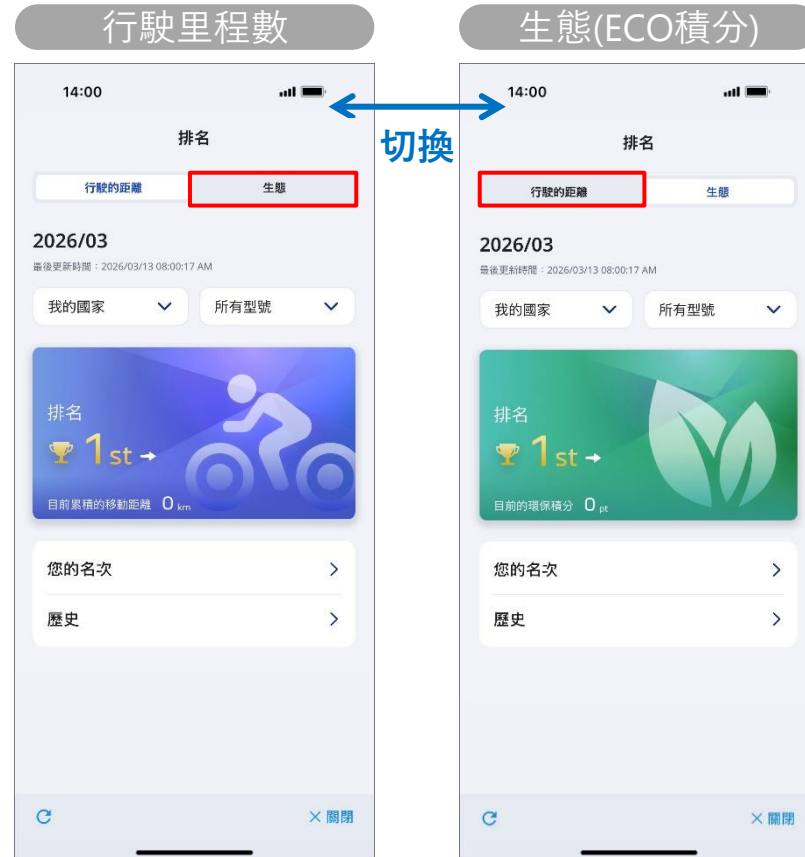 行駛里程數
14:00
排名
行駛的距離 生態
2026/03
最後更新時間：2026/03/13 08:00:17 AM
我的國家 所有型號
排名
1st
目前累積的移動距離 0 km
您的名次
歷史
關閉
切換
生態(ECO積分)
14:00
排名
行駛的距離 生態
2026/03
最後更新時間：2026/03/13 08:00:17 AM
我的國家 所有型號
排名
1st
目前的環保積分 0 pt
您的名次
歷史
關閉